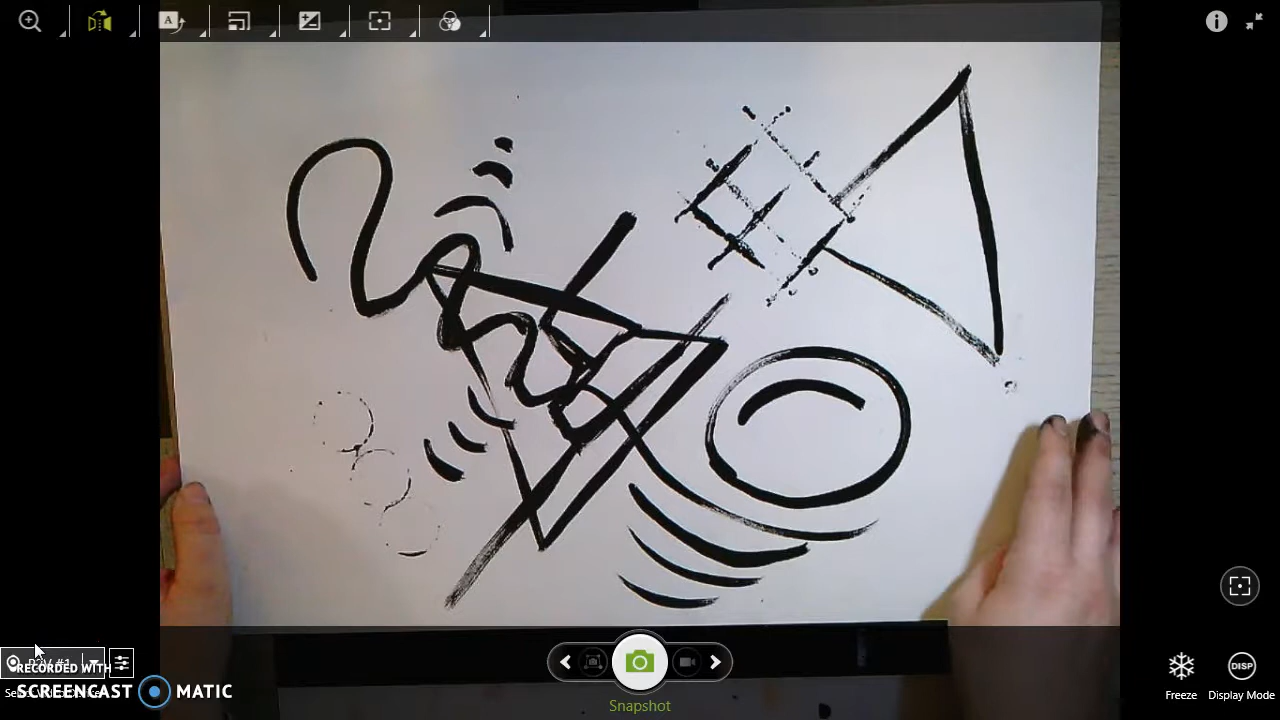 A
Snapshot
Freeze
DISP
Display Mode
RECORDED WITH
SCREENCAST MATIC